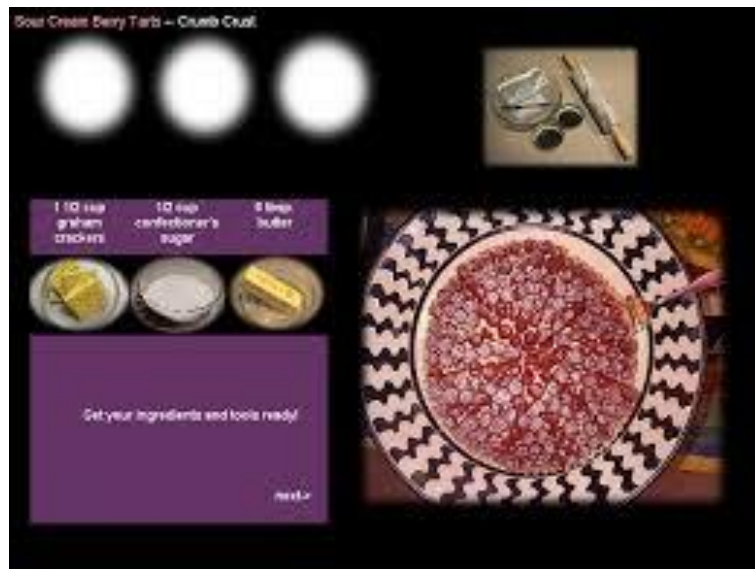 Sour Cream Berry Tarts -- Crumb Crust
1 1/2 cup
graham
crackers
1/2 cup
confectioner's
sugar
6 tbsp
butter
Get your ingredients and tools ready!
next->